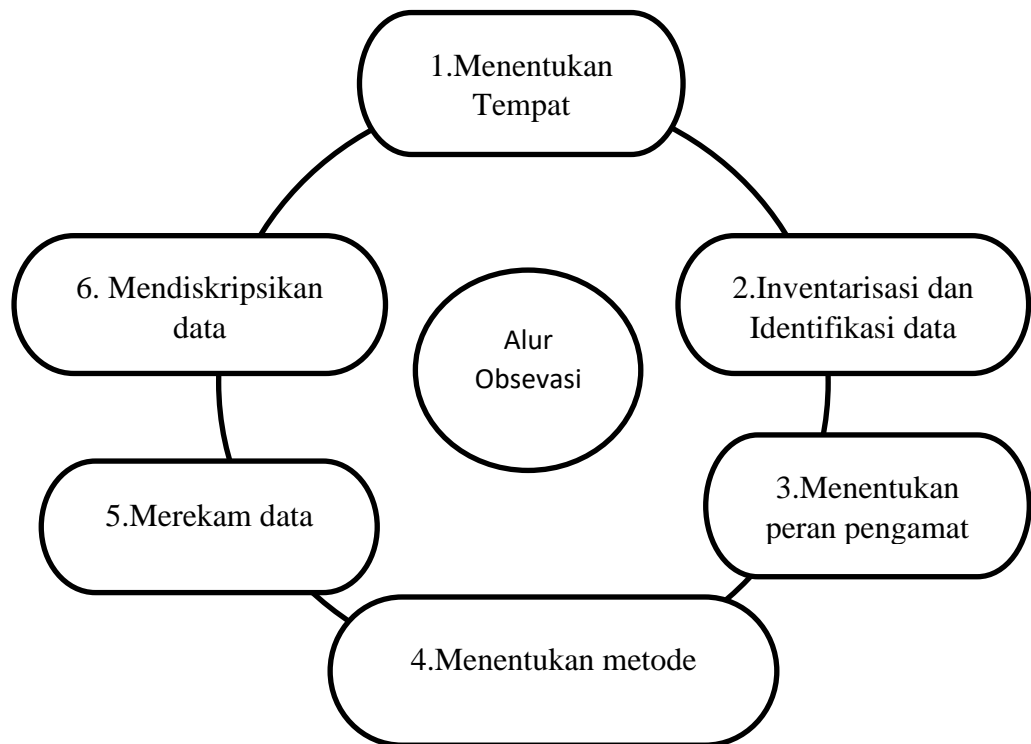 1.Menentukan
Tempat
2.Inventarisasi dan
Identifikasi data
3.Menentukan
peran pengamat
4.Menentukan metode
5.Merekam data
6. Mendiskripsikan
data
Alur
Obsevasi